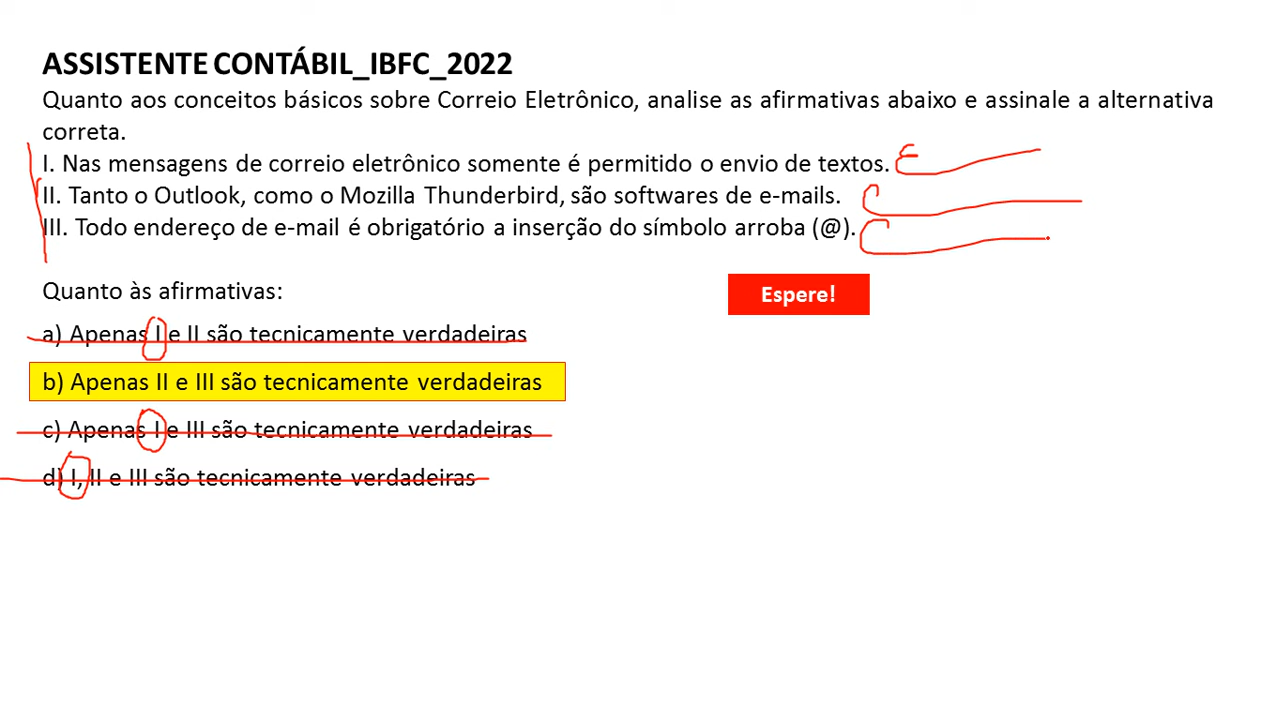 ASSISTENTE CONTÁBIL_IBFC_2022
Quanto aos conceitos básicos sobre Correio Eletrônico, analise as afirmativas abaixo e assinale a alternativa
correta.
I. Nas mensagens de correio eletrônico somente é permitido o envio de textos. E
II. Tanto o Outlook, como o Mozilla Thunderbird, são softwares de e-mails. C
III. Todo endereço de e-mail é obrigatório a inserção do símbolo arroba (@). C
Quanto às afirmativas:
Espere!
a) Apenas I e II são tecnicamente verdadeiras
b) Apenas II e III são tecnicamente verdadeiras
c) Apenas I e III são tecnicamente verdadeiras
d) I, II e III são tecnicamente verdadeiras